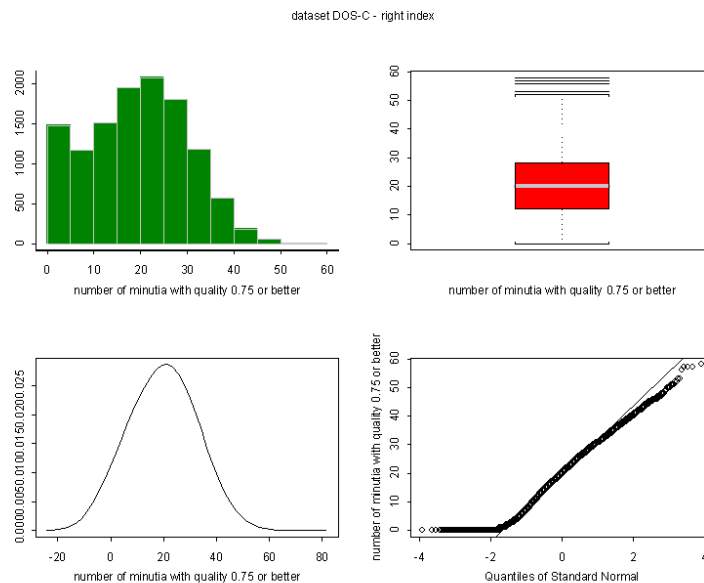 dataset DOS-C - right index
2000
1500
1000
500
0
0 10 20 30 40 50 60
number of minutia with quality 0.75 or better
60
50
40
30
20
10
0
number of minutia with quality 0.75 or better
0.0000.0050.0100.0150.0200.025
-20 0 20 40 60 80
number of minutia with quality 0.75 or better
number of minutia with quality 0.75 or better
60
50
40
30
20
10
0
-4 -2 0 2 4
Quantiles of Standard Normal